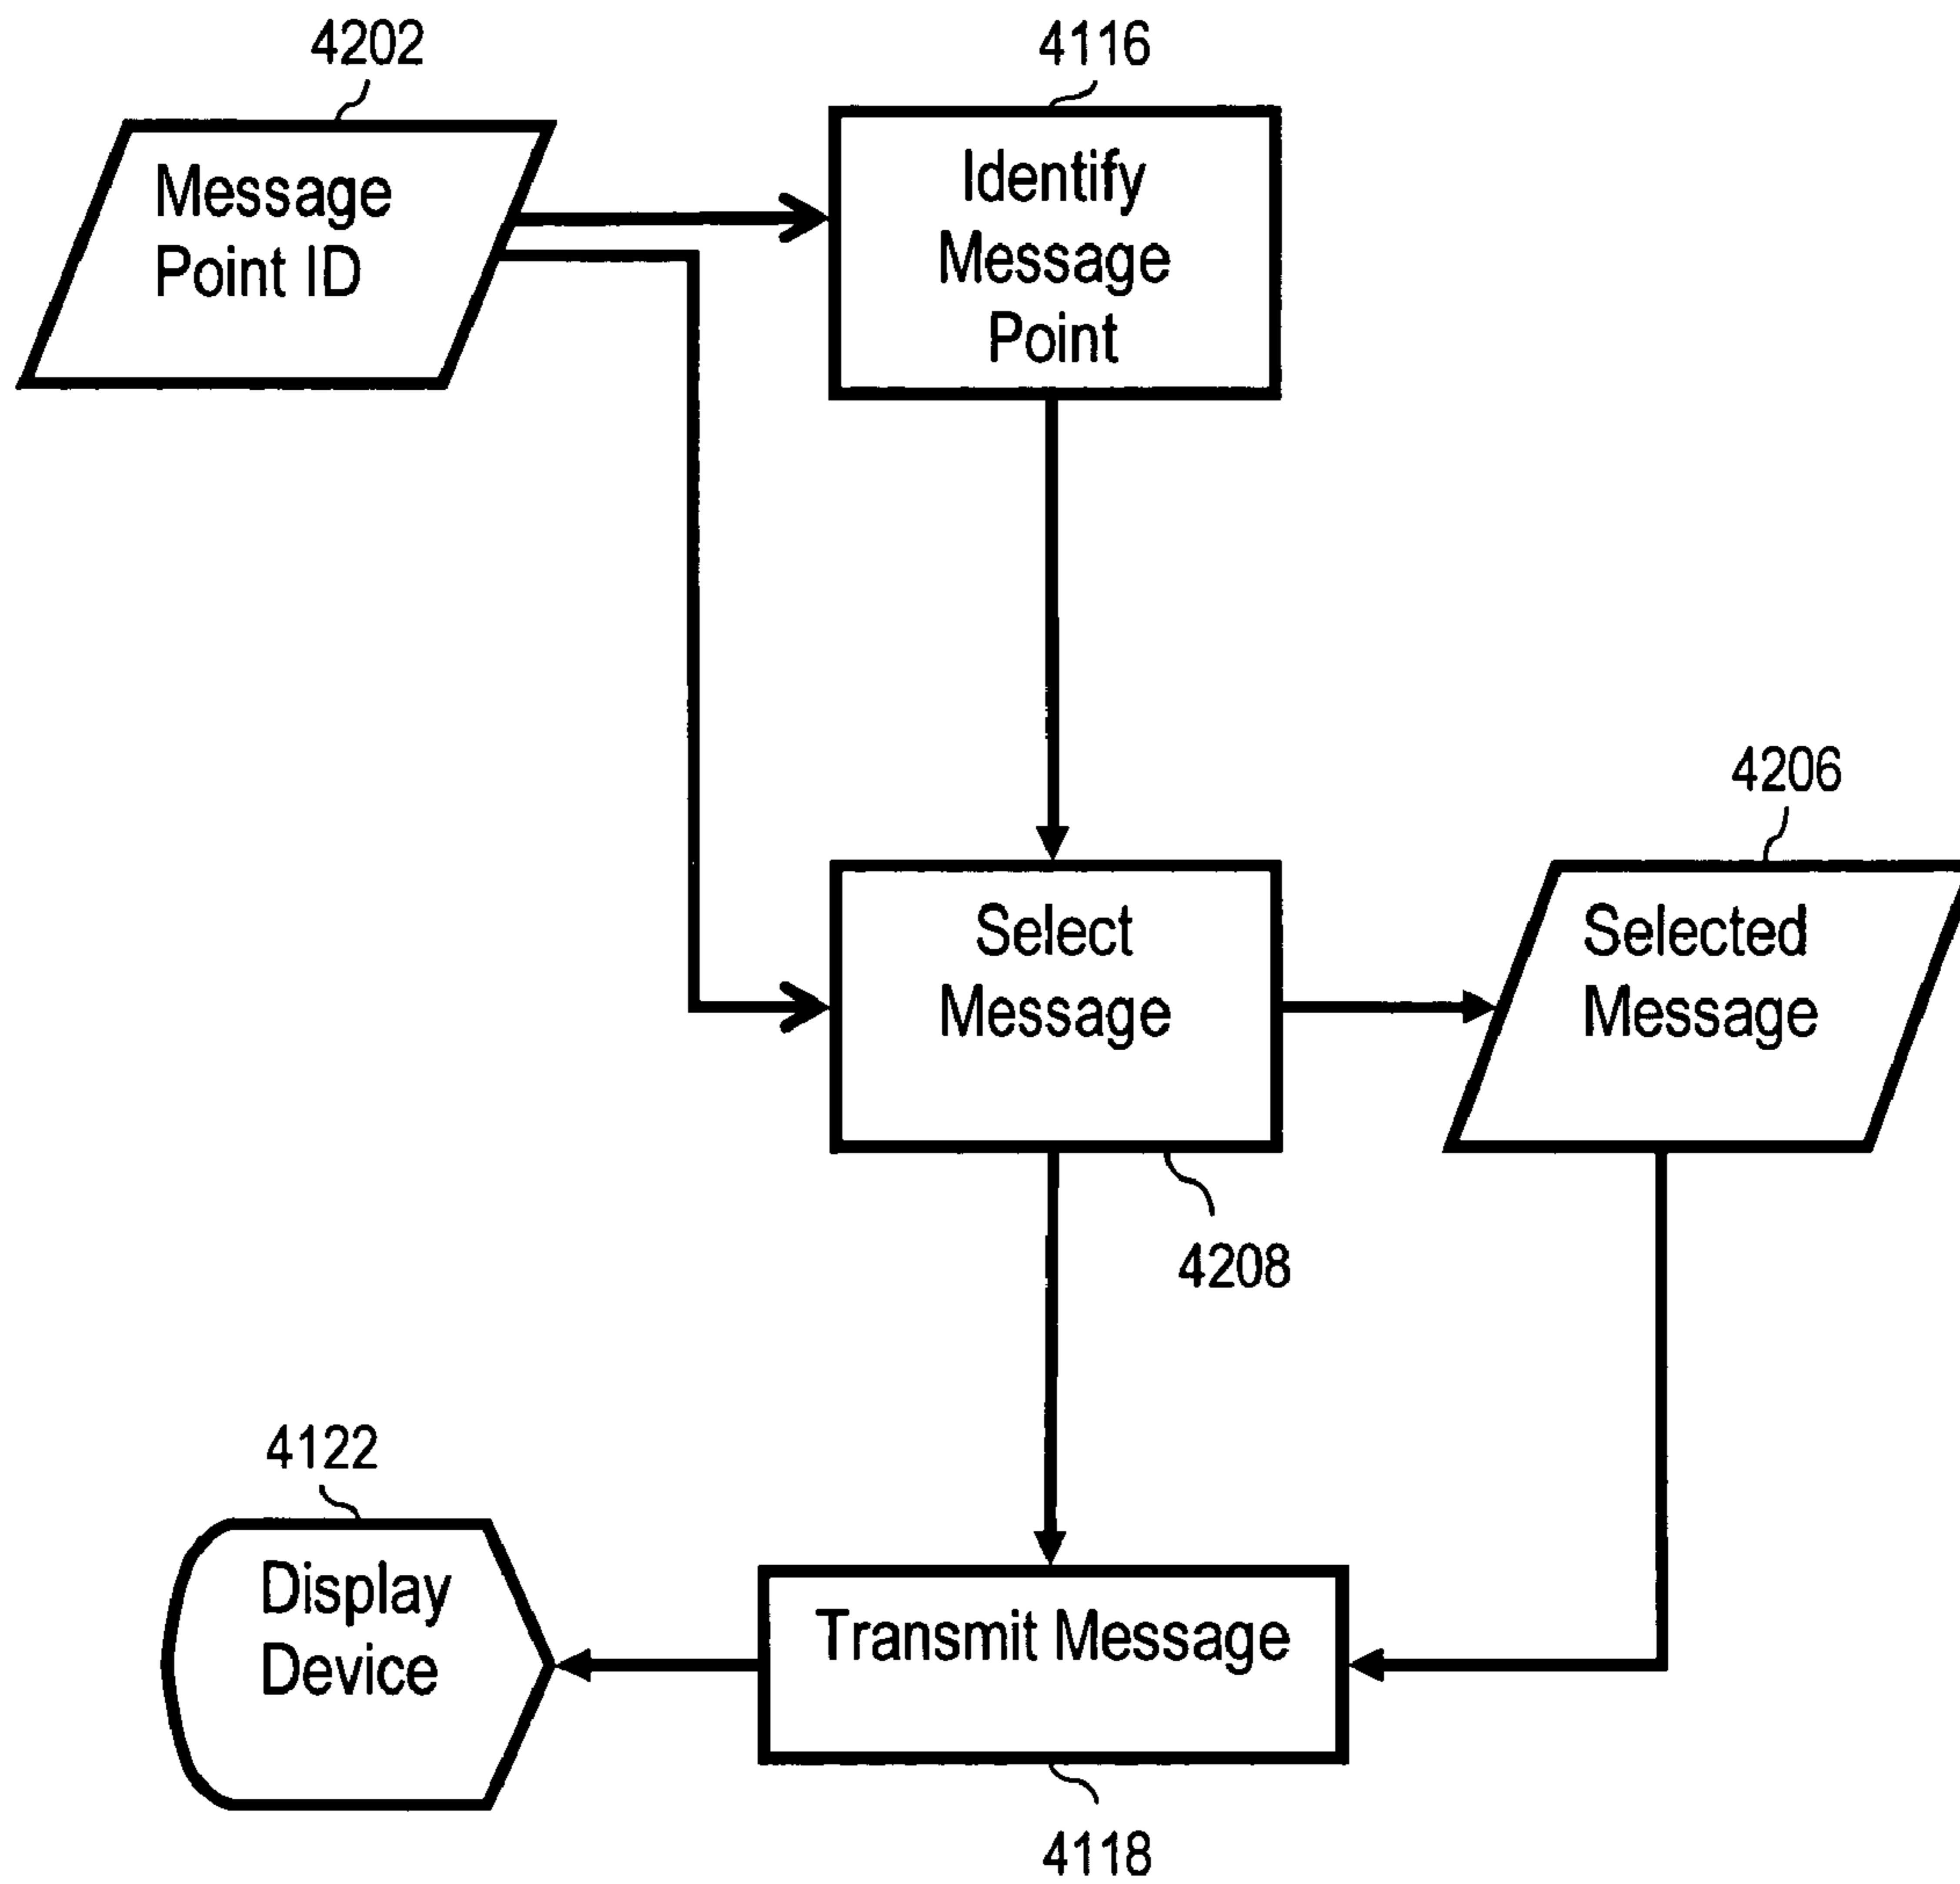 4202
Message
Point ID
4116
Identify
Message
Point
4206
Select
Message
Selected
Message
4208
4122
Display
Device
Transmit Message
4118